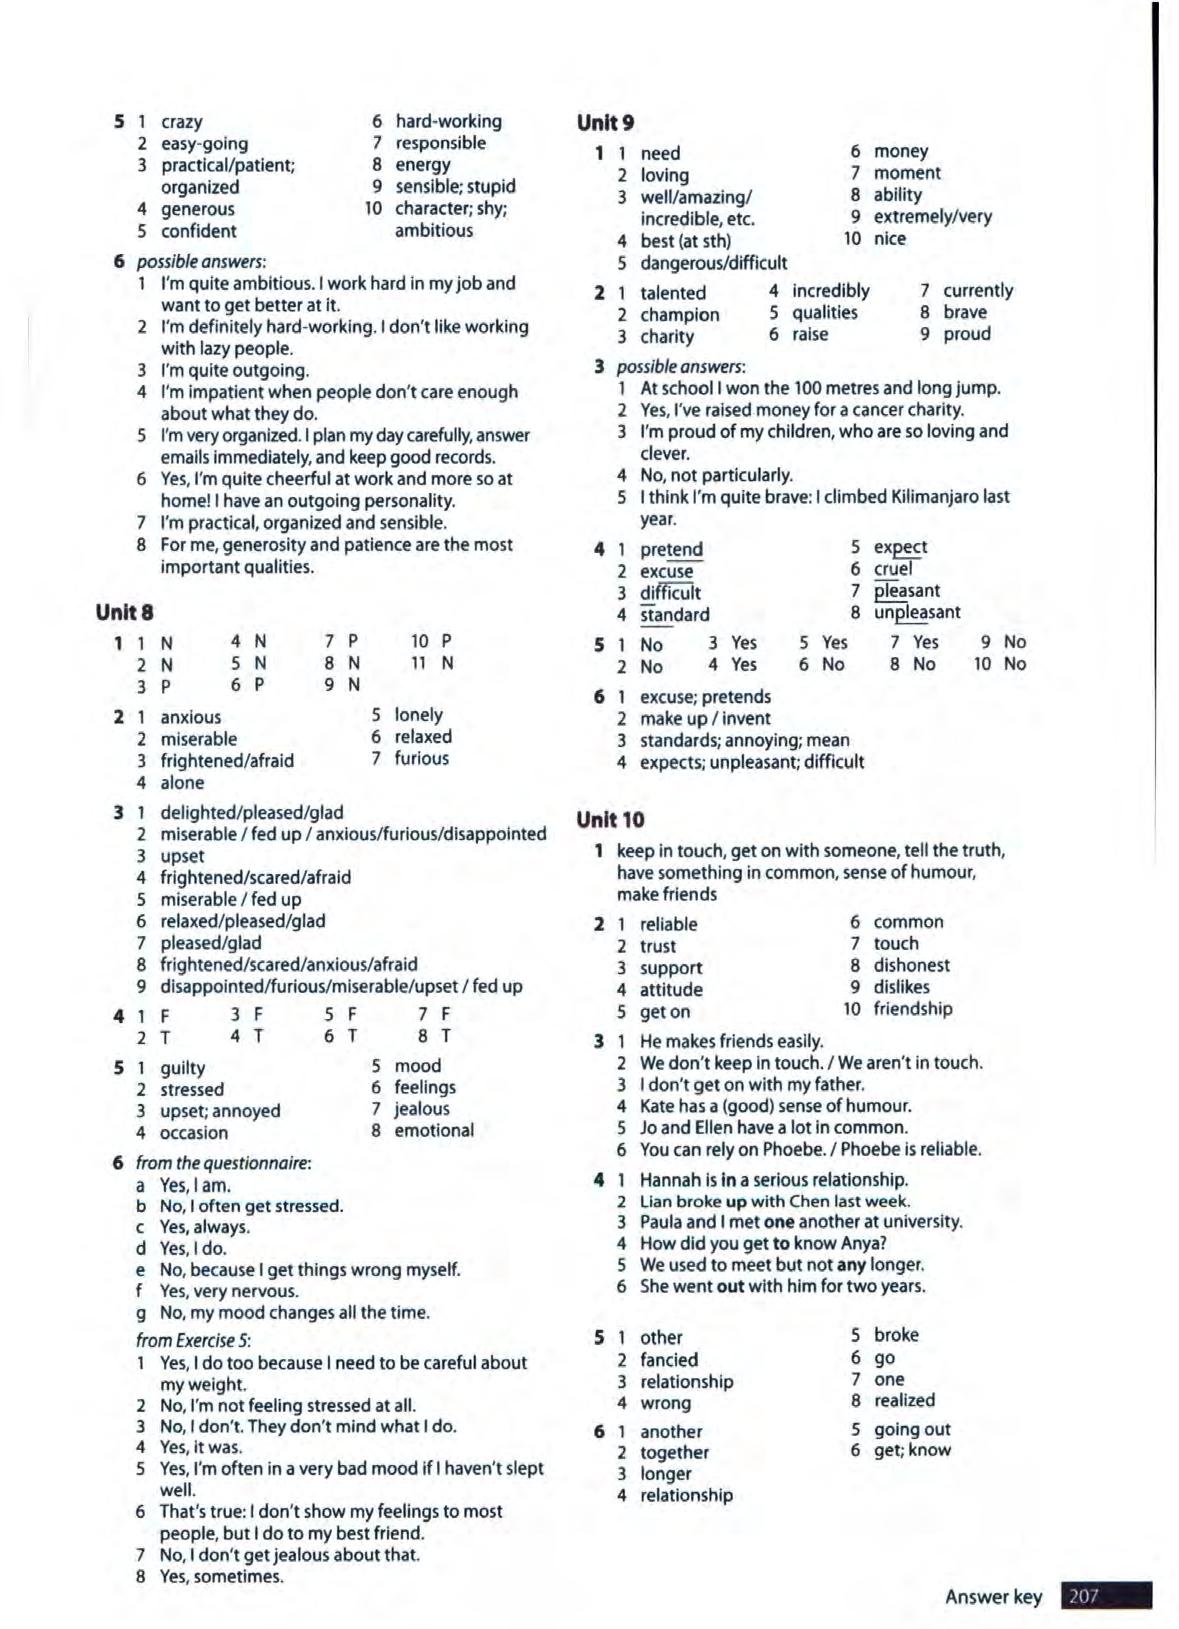 5 1 crazy 6 hard-working
2 easy-going 7 responsible
3 practical/patient; 8 energy
organized 9 sensible; stupid
4 generous 10 character; shy;
5 confident ambitious
6 possible answers:
1 I'm quite ambitious. I work hard in my job and
want to get better at it.
2 I'm definitely hard-working. I don't like working
with lazy people.
3 I'm quite outgoing.
4 I'm impatient when people don't care enough
about what they do.
5 I'm very organized. I plan my day carefully, answer
emails immediately, and keep good records.
6 Yes, I'm quite cheerful at work and more so at
home! I have an outgoing personality.
7 I'm practical, organized and sensible.
8 For me, generosity and patience are the most
important qualities.
Unit 8
1 1 N 4 N 7 P 10 P
2 N 5 N 8 N 11 N
3 P 6 P 9 N
2 1 anxious 5 lonely
2 miserable 6 relaxed
3 frightened/afraid 7 furious
4 alone
3 1 delighted/pleased/glad
2 miserable / fed up / anxious/furious/disappointed
3 upset
4 frightened/scared/afraid
5 miserable / fed up
6 relaxed/pleased/glad
7 pleased/glad
8 frightened/scared/anxious/afraid
9 disappointed/furious/miserable/upset / fed up
4 1 F 3 F 5 F 7 F
2 T 4 T 6 T 8 T
5 1 guilty 5 mood
2 stressed 6 feelings
3 upset; annoyed 7 jealous
4 occasion 8 emotional
6 from the questionnaire:
a Yes, I am.
b No, I often get stressed.
c Yes, always.
d Yes, I do.
e No, because I get things wrong myself.
f Yes, very nervous.
g No, my mood changes all the time.
from Exercise 5:
1 Yes, I do too because I need to be careful about
my weight.
2 No, I'm not feeling stressed at all.
3 No, I don't. They don't mind what I do.
4 Yes, it was.
5 Yes, I'm often in a very bad mood if I haven't slept
well.
6 That's true: I don't show my feelings to most
people, but I do to my best friend.
7 No, I don't get jealous about that.
8 Yes, sometimes.
Unit 9
1 1 need 6 money
2 loving 7 moment
3 well/amazing/ 8 ability
incredible, etc. 9 extremely/very
4 best (at sth) 10 nice
5 dangerous/difficult
2 1 talented 4 incredibly 7 currently
2 champion 5 qualities 8 brave
3 charity 6 raise 9 proud
3 possible answers:
1 At school I won the 100 metres and long jump.
2 Yes, I've raised money for a cancer charity.
3 I'm proud of my children, who are so loving and
clever.
4 No, not particularly.
5 I think I'm quite brave: I climbed Kilimanjaro last
year.
4 1 pretend 5 expect
2 excuse 6 cruel
3 difficult 7 pleasant
4 standard 8 unpleasant
5 1 No 3 Yes 5 Yes 7 Yes 9 No
2 No 4 Yes 6 No 8 No 10 No
6 1 excuse; pretends
2 make up / invent
3 standards; annoying; mean
4 expects; unpleasant; difficult
Unit 10
1 keep in touch, get on with someone, tell the truth,
have something in common, sense of humour,
make friends
2 1 reliable 6 common
2 trust 7 touch
3 support 8 dishonest
4 attitude 9 dislikes
5 get on 10 friendship
3 1 He makes friends easily.
2 We don't keep in touch. / We aren't in touch.
3 I don't get on with my father.
4 Kate has a (good) sense of humour.
5 Jo and Ellen have a lot in common.
6 You can rely on Phoebe. / Phoebe is reliable.
4 1 Hannah is in a serious relationship.
2 Lian broke up with Chen last week.
3 Paula and I met one another at university.
4 How did you get to know Anya?
5 We used to meet but not any longer.
6 She went out with him for two years.
5 1 other 5 broke
2 fancied 6 go
3 relationship 7 one
4 wrong 8 realized
6 1 another 5 going out
2 together 6 get; know
3 longer
4 relationship
Answer key 207